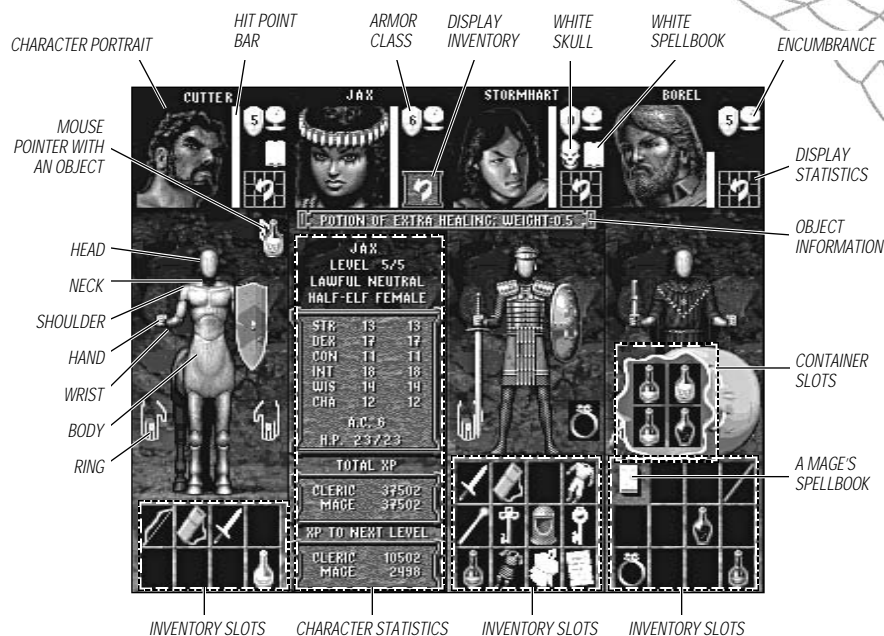 CHARACTER PORTRAIT
HIT POINT
BAR
ARMOR
CLASS
DISPLAY
INVENTORY
WHITE
SKULL
WHITE
SPELLBOOK
ENCUMBRANCE
CUTTER
JAX
STORMHART
BOREL
5
6
0
5
MOUSE
POINTER WITH
AN OBJECT
DISPLAY
STATISTICS
POTION OF EXTRA HEALING; WEIGHT=0.5
OBJECT
INFORMATION
HEAD
NECK
SHOULDER
HAND
WRIST
BODY
RING
JAX
LEVEL 5/5
LAWFUL NEUTRAL
HALF-ELF FEMALE
STR 13 13
DEX 17 17
CON 11 11
INT 18 18
WIS 14 14
CHA 12 12
A.C. 6
H.P. 23/23
TOTAL XP
CLERIC 37502
MAGE 37502
XP TO NEXT LEVEL
CLERIC 10502
MAGE 2498
CONTAINER
SLOTS
A MAGE'S
SPELLBOOK
INVENTORY SLOTS
CHARACTER STATISTICS
INVENTORY SLOTS
INVENTORY SLOTS